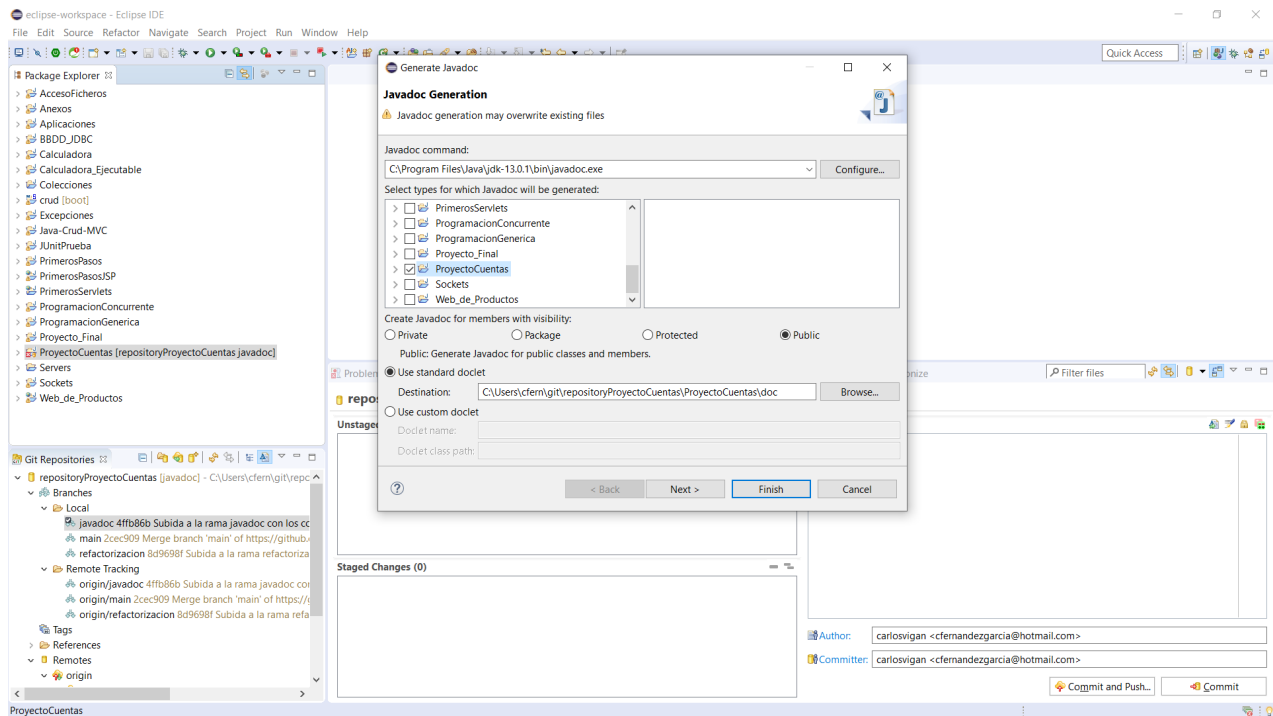 eclipse-workspace - Eclipse IDE
File Edit Source Refactor Navigate Search Project Run Window Help
Quick Access
Package Explorer
AccesoFicheros
Anexos
Aplicaciones
BBDD_JDBC
Calculadora
Calculadora_Ejecutable
Colecciones
crud [boot]
Excepciones
Java-Crud-MVC
JUnitPrueba
PrimerosPasos
PrimerosPasosJSP
PrimerosServlets
ProgramacionConcurrente
ProgramacionGenerica
Proyecto_Final
ProyectoCuentas [repositoryProyectoCuentas javadoc]
Servers
Sockets
Web_de_Productos
Generate Javadoc
Javadoc Generation
Javadoc generation may overwrite existing files
Javadoc command:
C:\Program Files\Java\jdk-13.0.1\bin\javadoc.exe
Configure...
Select types for which Javadoc will be generated:
PrimerosServlets
ProgramacionConcurrente
ProgramacionGenerica
Proyecto_Final
ProyectoCuentas
Sockets
Web_de_Productos
Create Javadoc for members with visibility:
Private Package Protected Public
Public: Generate Javadoc for public classes and members.
Use standard doclet
Destination: C:\Users\cfern\git\repositoryProyectoCuentas\ProyectoCuentas\doc Browse...
Use custom doclet
Doclet name:
Doclet class path:
< Back Next > Finish Cancel
Filter files
Git Repositories
repositoryProyectoCuentas [javadoc] - C:\Users\cfern\git\repc
Branches
Local
javadoc 4ffb86b Subida a la rama javadoc con los cc
main 2cec909 Merge branch 'main' of https://github.
refactorizacion 8d9698f Subida a la rama refactoriza
Remote Tracking
origin/javadoc 4ffb86b Subida a la rama javadoc cor
origin/main 2cec909 Merge branch 'main' of https://
origin/refactorizacion 8d9698f Subida a la rama refa
Tags
References
Remotes
origin
Staged Changes (0)
Author: carlosvigan <cfernandezgarcia@hotmail.com>
Committer: carlosvigan <cfernandezgarcia@hotmail.com>
Commit and Push... Commit
ProyectoCuentas